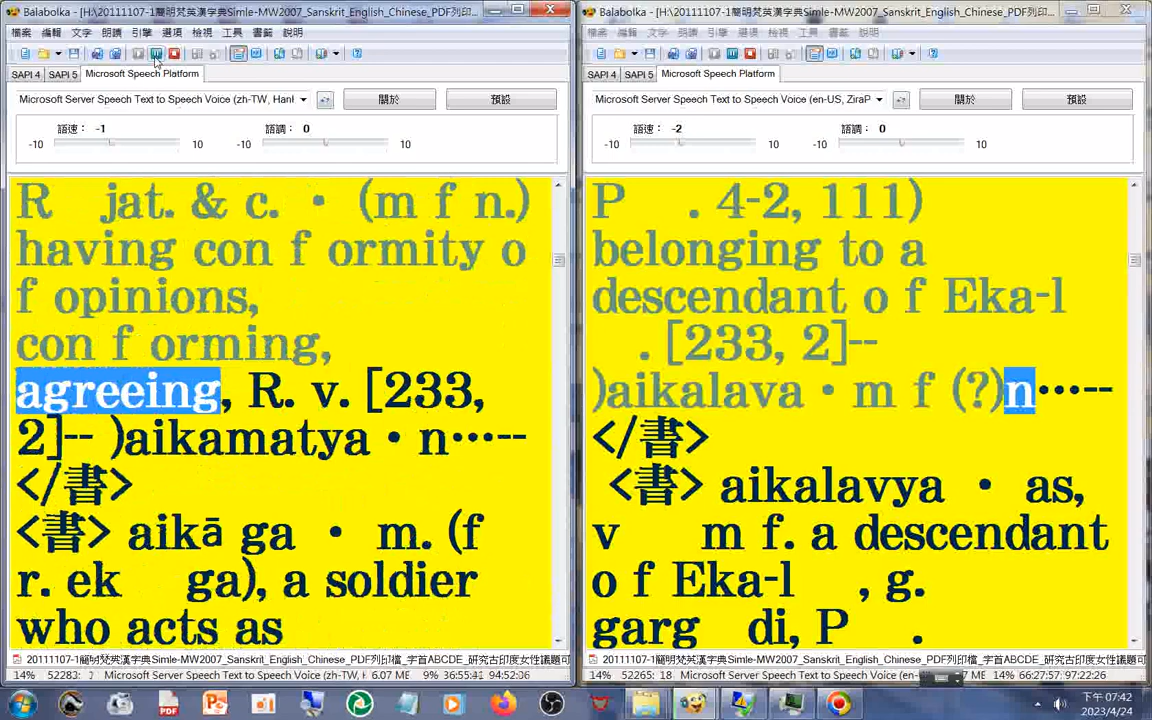 Balabolka - [H:\20111107-1簡明梵英漢字典Simle-MW2007_Sanskrit_English_Chinese_PDF列印...
檔案 編輯 文字 朗讀 引擎 選項 檢視 工具 書籤 說明
SAPI 4 SAPI 5 Microsoft Speech Platform
Microsoft Server Speech Text to Speech Voice (zh-TW, Hanl
關於 預設
語速： -1 語調： 0
-10 10 -10 10
R jat. & c. • (m f n.)
having con f ormity o
f opinions,
con f orming,
agreeing, R. v. [233,
2]-- )aikamatya • n…--
</書>
<書> aikā ga • m. (f
r. ek ga), a soldier
who acts as
20111107-1簡明梵英漢字典Simle-MW2007_Sanskrit_English_Chinese_PDF列印檔_字首ABCDE_研究古印度女性議題可
14% 52283: Microsoft Server Speech Text to Speech Voice (zh-TW, 6.07 MB 9% 36:55:41 94:52:06
Balabolka - [H:\20111107-1簡明梵英漢字典Simle-MW2007_Sanskrit_English_Chinese_PDF列印...
檔案 編輯 文字 朗讀 引擎 選項 檢視 工具 書籤 說明
SAPI 4 SAPI 5 Microsoft Speech Platform
Microsoft Server Speech Text to Speech Voice (en-US, ZiraP
關於 預設
語速： -2 語調： 0
-10 10 -10 10
P . 4-2, 111)
belonging to a
descendant o f Eka-l
. [233, 2]--
)aikalava • m f (?)n…--
</書>
<書> aikalavya • as,
v m f. a descendant
o f Eka-l , g.
garg di, P .
20111107-1簡明梵英漢字典Simle-MW2007_Sanskrit_English_Chinese_PDF列印檔_字首ABCDE_研究古印度女性議題可
14% 52265: 18 Microsoft Server Speech Text to Speech Voice (en-US, 14% 66:27:57/97:22:26
下午 07:42
2023/4/24